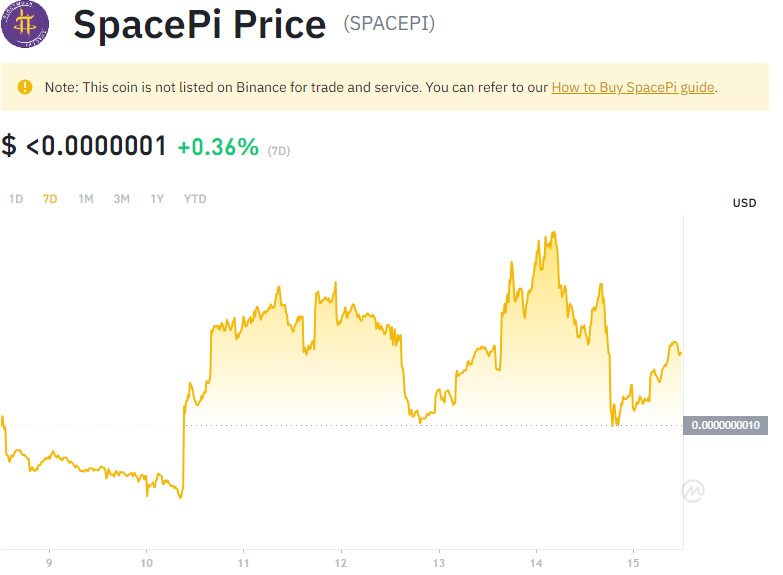 SpacePi Price (SPACEPI)
Note: This coin is not listed on Binance for trade and service. You can refer to our How to Buy SpacePi guide.
$ <0.0000001 +0.36% (7D)
1D 7D 1M 3M 1Y YTD
USD
0.0000000010
9 10 11 12 13 14 15